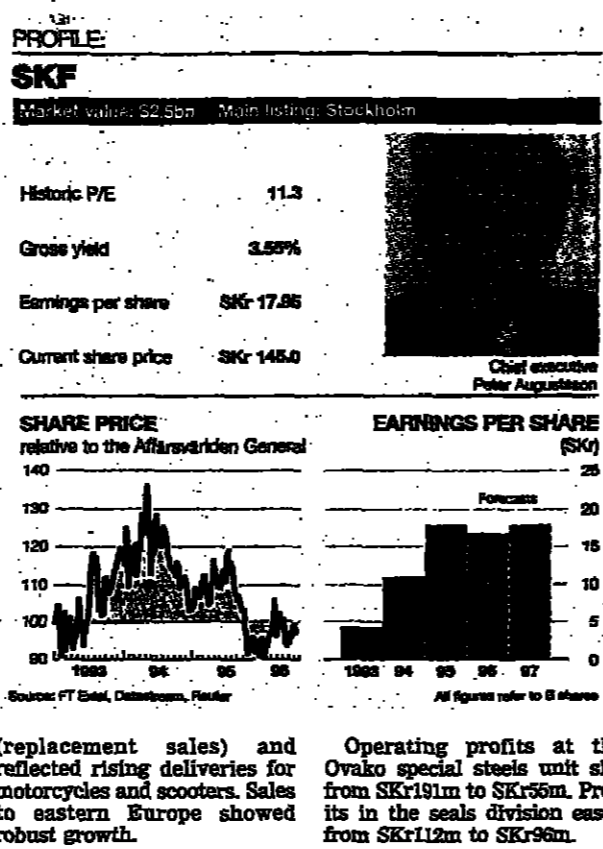 PROFILE:
SKF
Market value: $2.5bn Main listing: Stockholm
Historic P/E 11.3
Gross yield 3.55%
Earnings per share SKr 17.85
Current share price SKr 145.0
Chief executive
Peter Augustsson
SHARE PRICE
relative to the Affärsvärlden General
140
130
120
110
100
90
1993 94 95 96
EARNINGS PER SHARE
(SKr)
Forecasts
25
20
15
10
5
0
1993 94 95 96 97
Source: FT Extel, Datastream, Reuter
All figures refer to B shares
(replacement sales) and
reflected rising deliveries for
motorcycles and scooters. Sales
to eastern Europe showed
robust growth.
Operating profits at th
Ovako special steels unit sl
from SKr191m to SKr55m. Pro
its in the seals division eas
from SKr112m to SKr96m.